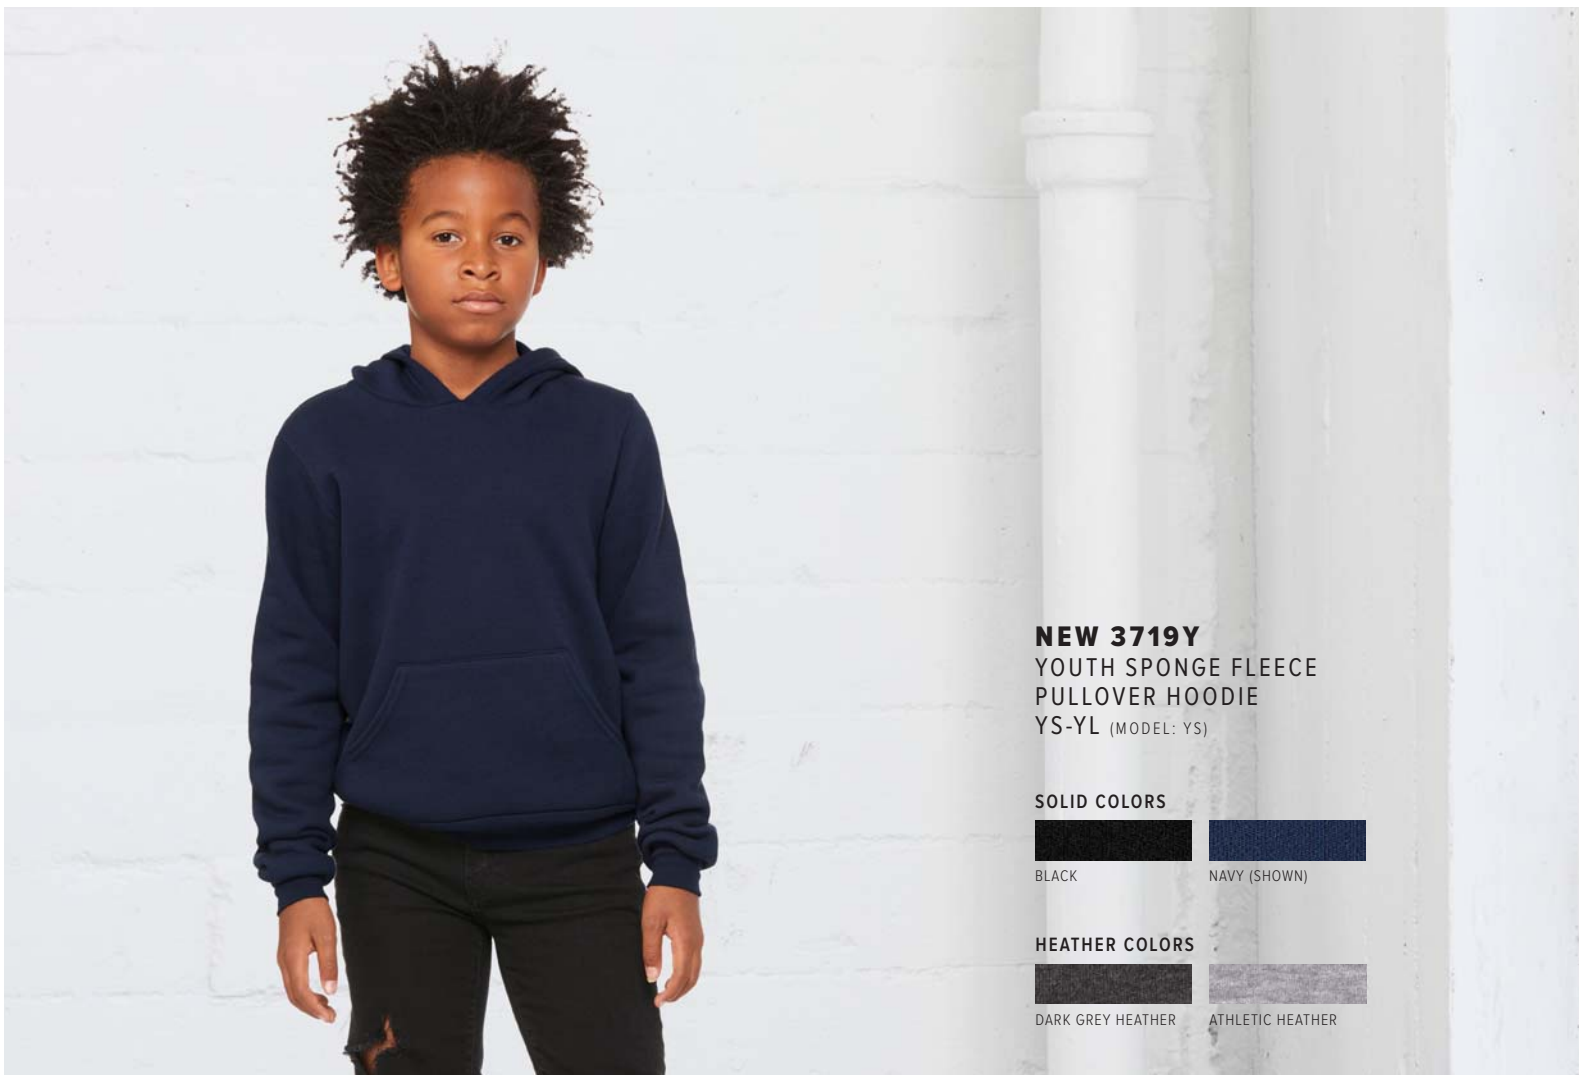 NEW 3719Y
YOUTH SPONGE FLEECE
PULLOVER HOODIE
YS-YL (MODEL: YS)
SOLID COLORS
BLACK
NAVY (SHOWN)
HEATHER COLORS
DARK GREY HEATHER
ATHLETIC HEATHER